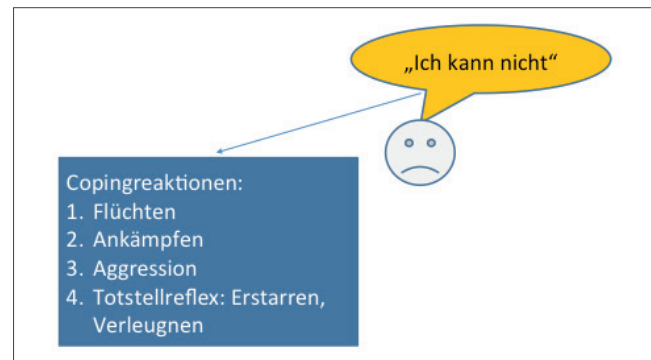 „Ich kann nicht“
Copingreaktionen:
1. Flüchten
2. Ankämpfen
3. Aggression
4. Totstellreflex: Erstarren,
Verleugnen